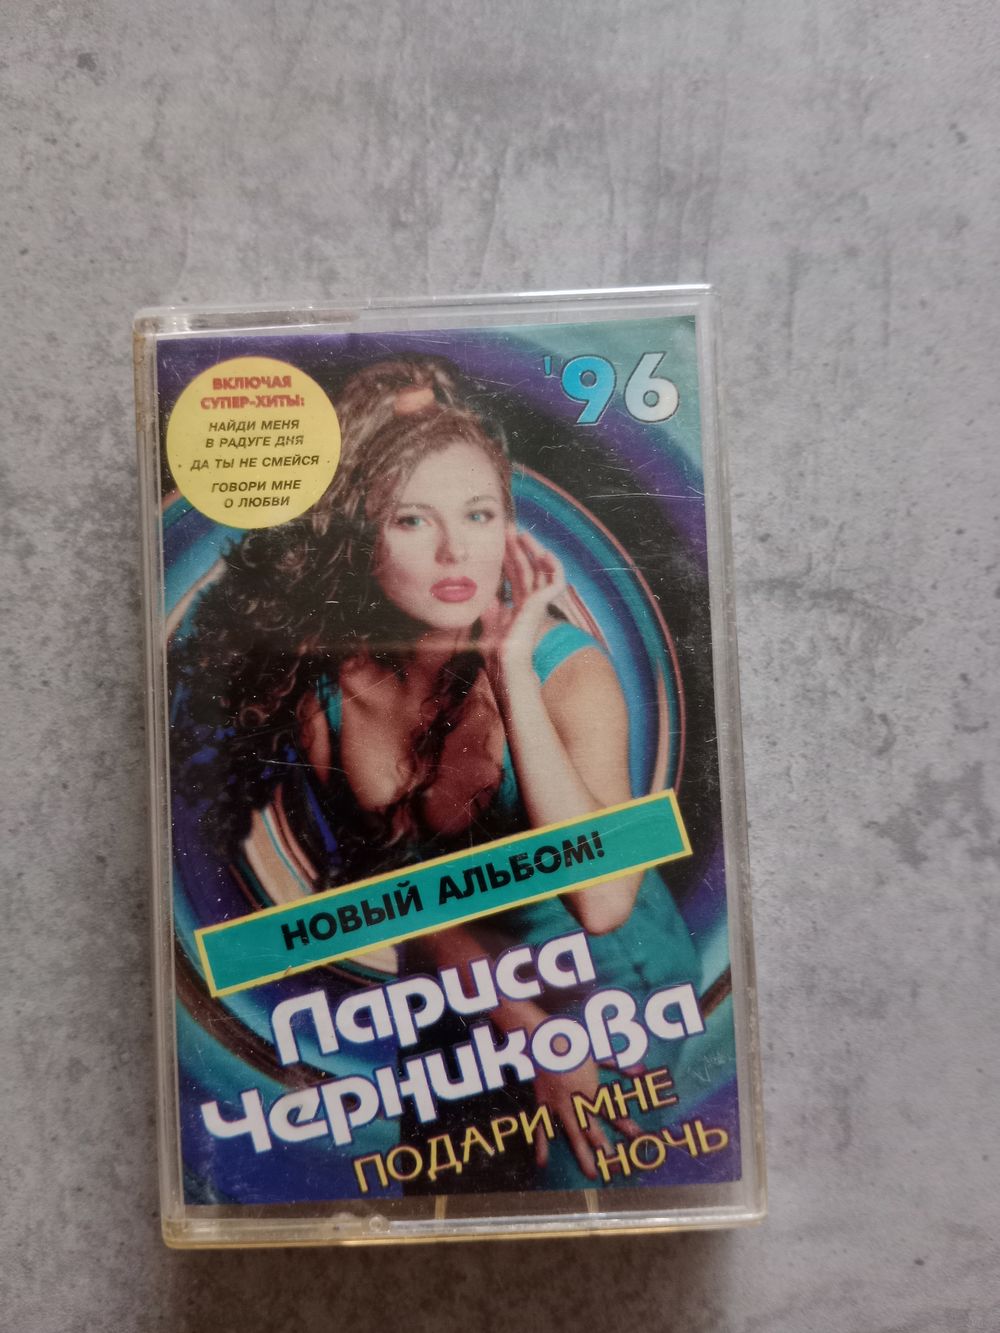 '96
ВКЛЮЧАЯ
СУПЕР-ХИТЫ:
НАЙДИ МЕНЯ
В РАДУГЕ ДНЯ
ДА ТЫ НЕ СМЕЙСЯ
ГОВОРИ МНЕ
О ЛЮБВИ
НОВЫЙ АЛЬБОМ!
Лариса
Черникова
ПОДАРИ МНЕ
НОЧЬ